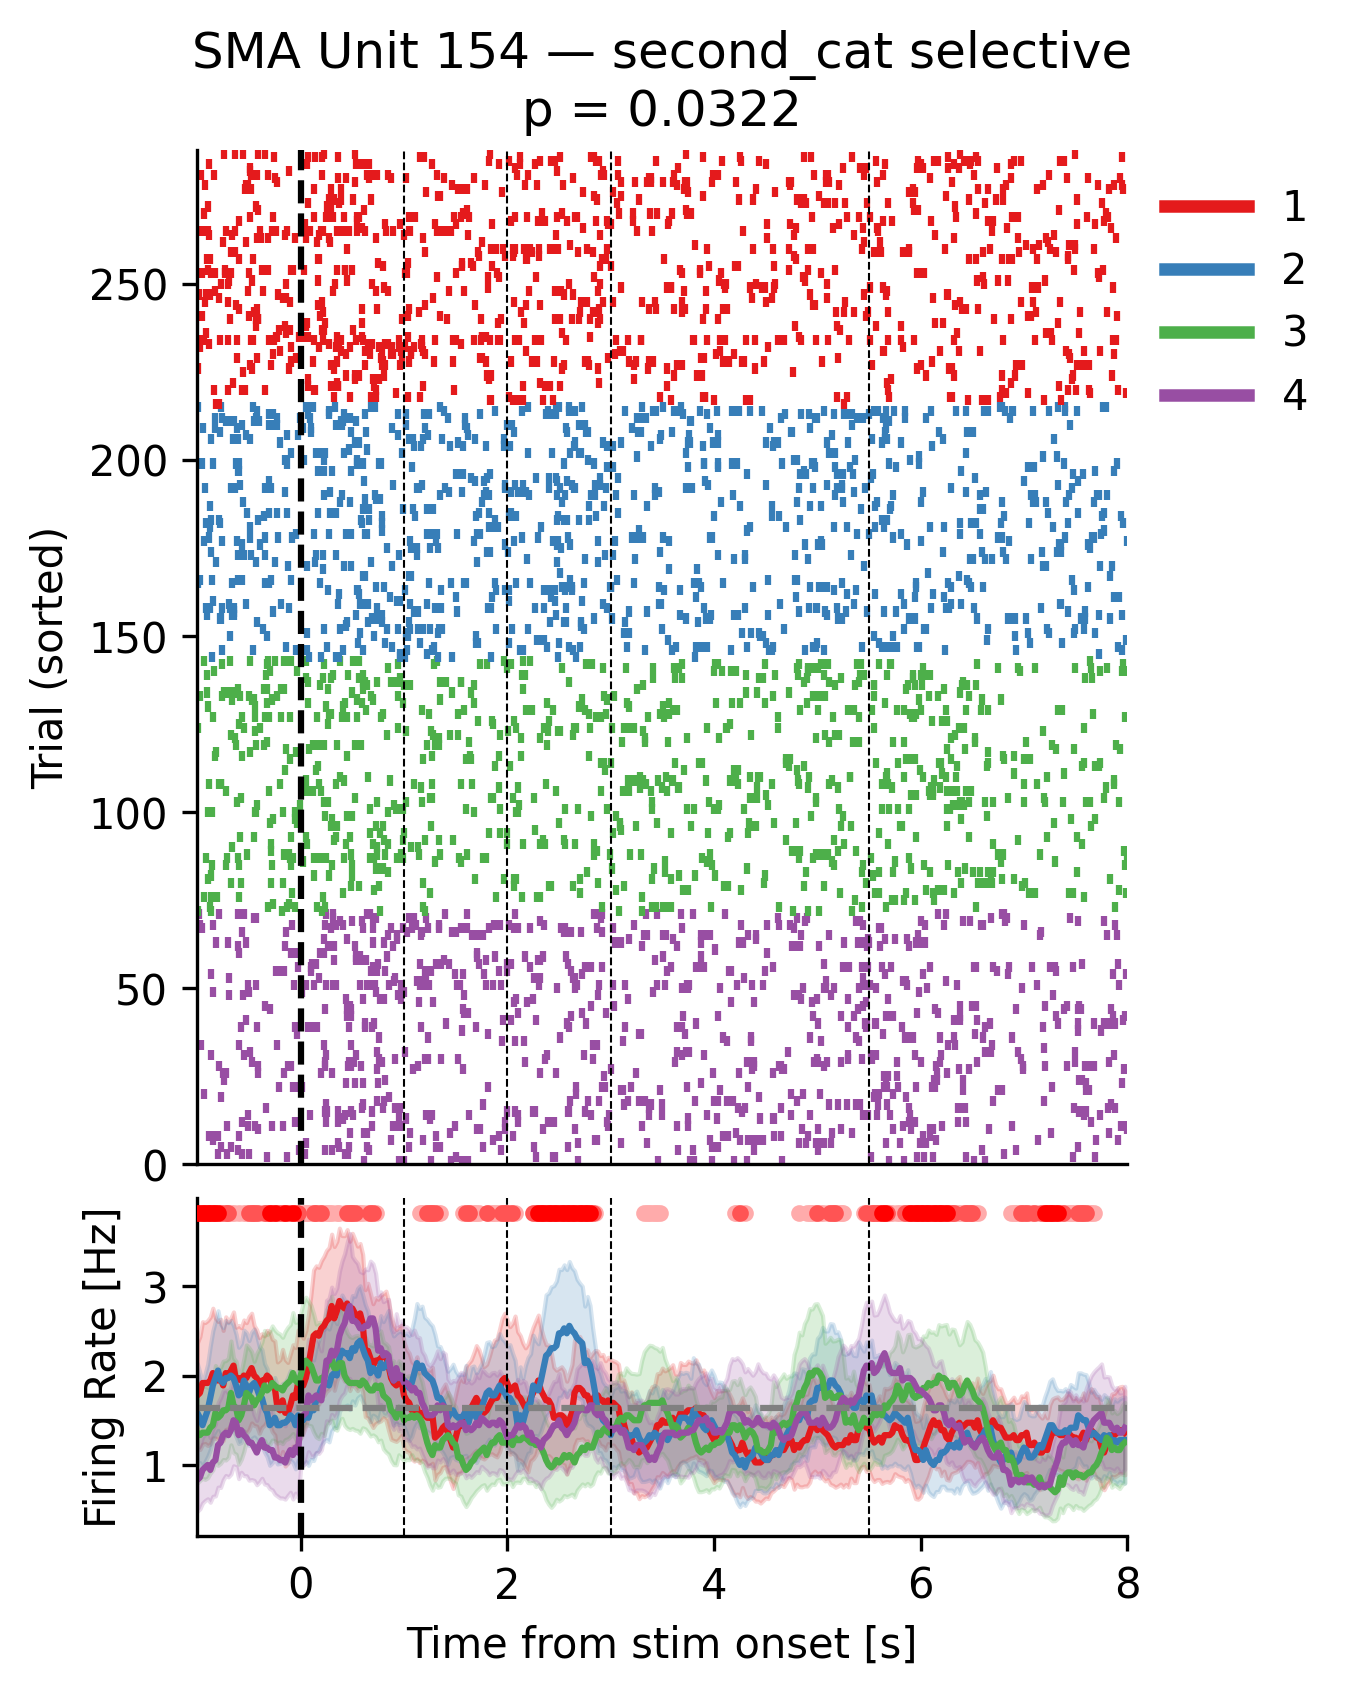 SMA Unit 154 — second_cat selective
p = 0.0322
1
2
3
4
250
200
150
100
50
0
Trial (sorted)
3
2
1
Firing Rate [Hz]
0 2 4 6 8
Time from stim onset [s]